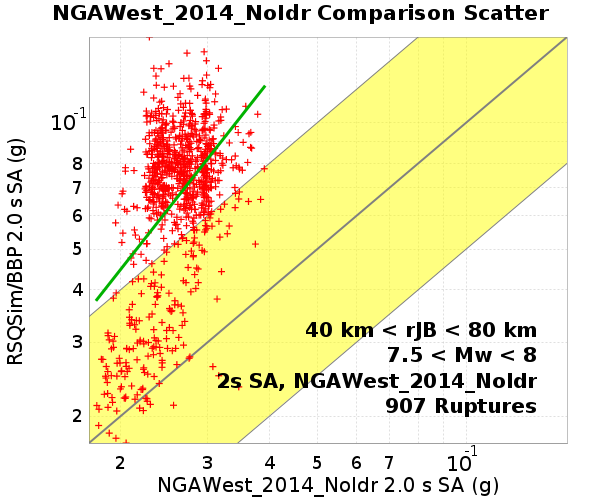 NGAWest_2014_NoIdr Comparison Scatter
RSQSim/BBP 2.0 s SA (g)
10-1
8
7
6
5
4
3
2
40 km < rJB < 80 km
7.5 < Mw < 8
2s SA, NGAWest_2014_NoIdr
907 Ruptures
2 3 4 5 6 7 8 10-1
NGAWest_2014_NoIdr 2.0 s SA (g)